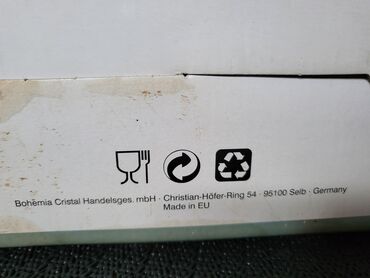 Bohemia Cristal Handelsges. mbH · Christian-Höfer-Ring 54 · 95100 Selb · Germany
Made in EU